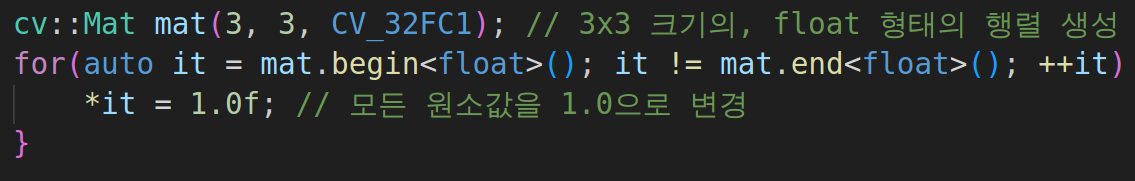 cv::Mat mat(3, 3, CV_32FC1); // 3x3 크기의, float 형태의 행렬 생성
for(auto it = mat.begin<float>(); it != mat.end<float>(); ++it)
    *it = 1.0f; // 모든 원소값을 1.0으로 변경
}